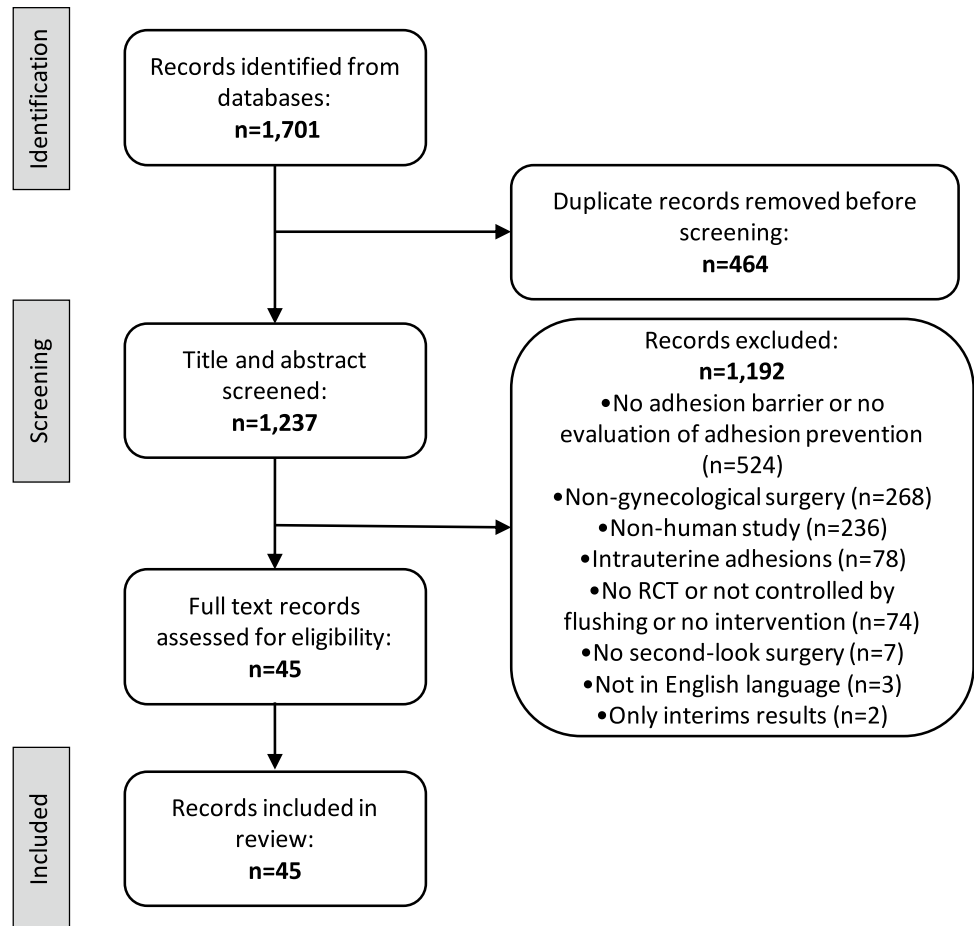 Identification
Records identified from
databases:
n=1,701
Duplicate records removed before
screening:
n=464
Screening
Title and abstract
screened:
n=1,237
Records excluded:
n=1,192
•No adhesion barrier or no
evaluation of adhesion prevention
(n=524)
•Non-gynecological surgery (n=268)
•Non-human study (n=236)
•Intrauterine adhesions (n=78)
•No RCT or not controlled by
flushing or no intervention (n=74)
•No second-look surgery (n=7)
•Not in English language (n=3)
•Only interims results (n=2)
Full text records
assessed for eligibility:
n=45
Included
Records included in
review:
n=45